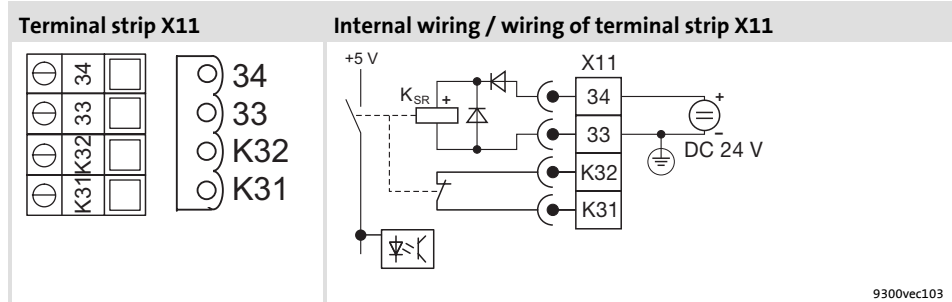 Terminal strip X11
Internal wiring / wiring of terminal strip X11
34
33
K32
K31
34
33
K32
K31
+5 V
KSR
+
X11
34
33
K32
K31
+
−
DC 24 V
9300vec103